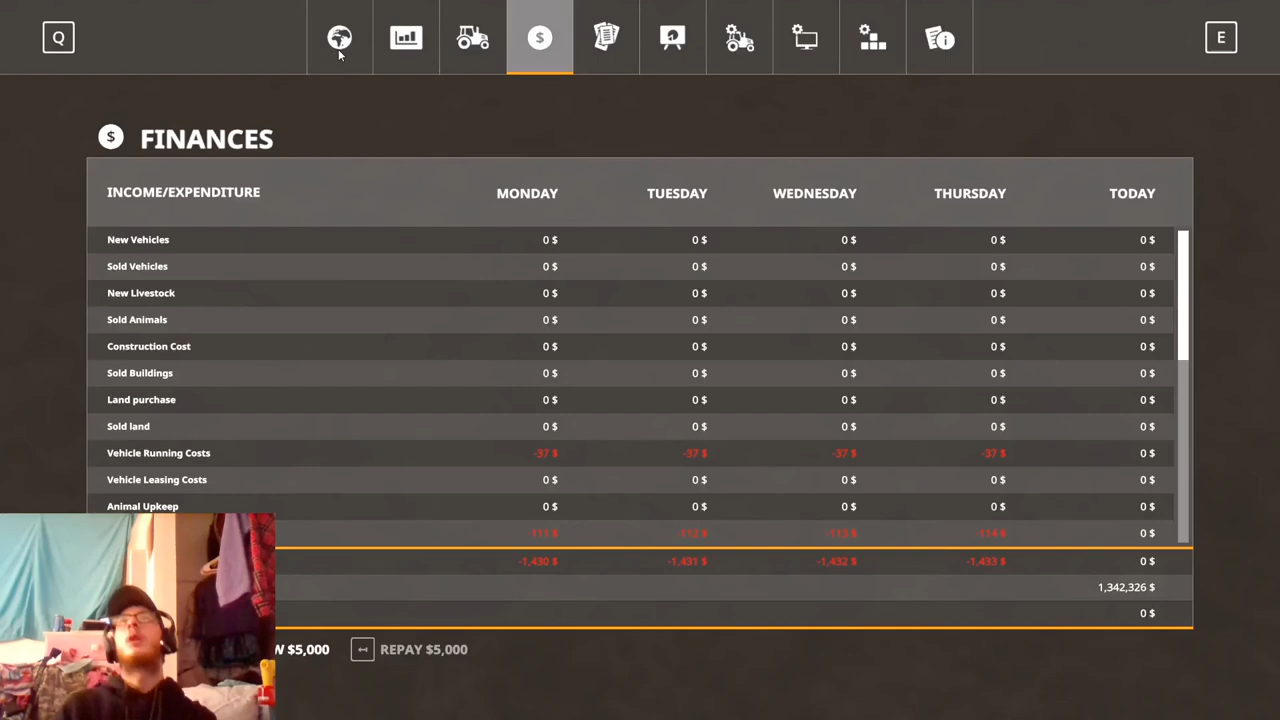 Q
$
E
$ FINANCES
INCOME/EXPENDITURE MONDAY TUESDAY WEDNESDAY THURSDAY TODAY
New Vehicles 0 $ 0 $ 0 $ 0 $ 0 $
Sold Vehicles 0 $ 0 $ 0 $ 0 $ 0 $
New Livestock 0 $ 0 $ 0 $ 0 $ 0 $
Sold Animals 0 $ 0 $ 0 $ 0 $ 0 $
Construction Cost 0 $ 0 $ 0 $ 0 $ 0 $
Sold Buildings 0 $ 0 $ 0 $ 0 $ 0 $
Land purchase 0 $ 0 $ 0 $ 0 $ 0 $
Sold land 0 $ 0 $ 0 $ 0 $ 0 $
Vehicle Running Costs -37 $ -37 $ -37 $ -37 $ 0 $
Vehicle Leasing Costs 0 $ 0 $ 0 $ 0 $ 0 $
Animal Upkeep 0 $ 0 $ 0 $ 0 $ 0 $
-111 $ -112 $ -113 $ -114 $ 0 $
-1,430 $ -1,431 $ -1,432 $ -1,433 $ 0 $
1,342,326 $
0 $
W $5,000 REPAY $5,000